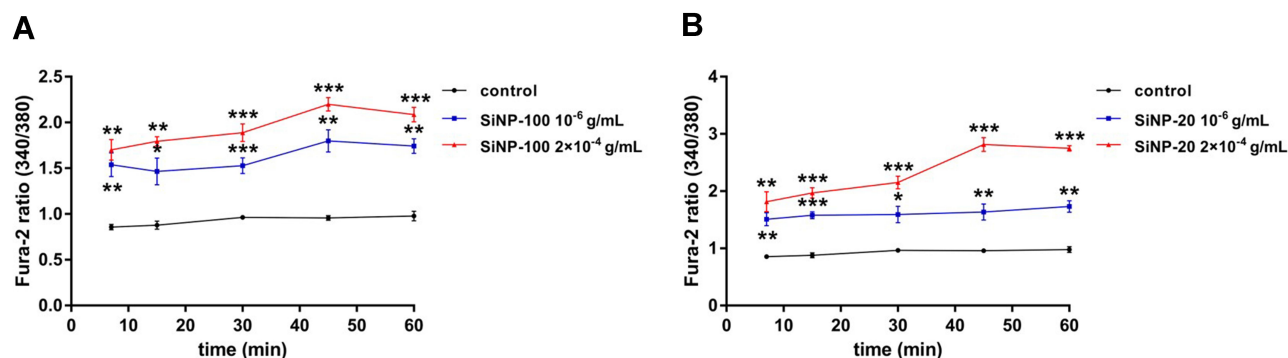 A
Fura-2 ratio (340/380)
2.5
2.0
1.5
1.0
0.5
0.0
** ** *** *** ***
** * *** ** **
0 10 20 30 40 50 60
time (min)
control
SiNP-100 10⁻⁶ g/mL
SiNP-100 2×10⁻⁴ g/mL
B
Fura-2 ratio (340/380)
4
3
2
1
0
** *** *** *** ***
** *** * ** **
0 10 20 30 40 50 60
time (min)
control
SiNP-20 10⁻⁶ g/mL
SiNP-20 2×10⁻⁴ g/mL